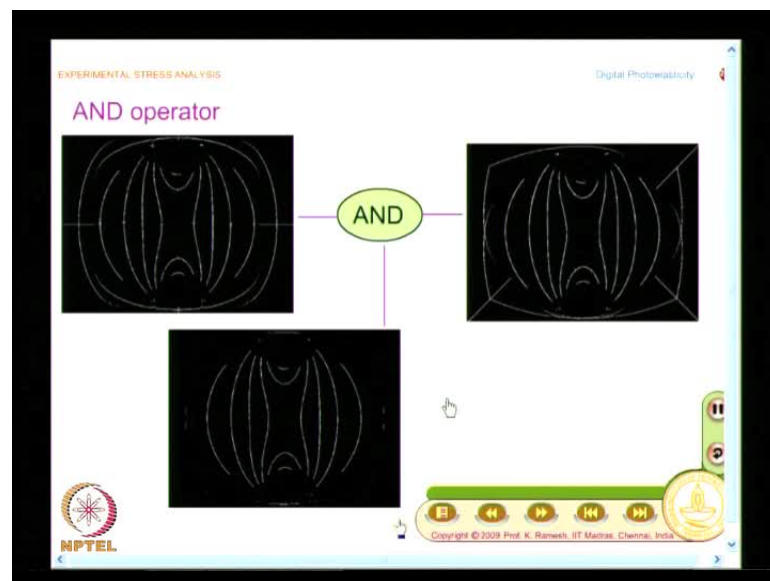 EXPERIMENTAL STRESS ANALYSIS
Digital Photoelasticity
AND operator
AND
NPTEL
Copyright © 2009 Prof. K. Ramesh, IIT Madras, Chennai, India